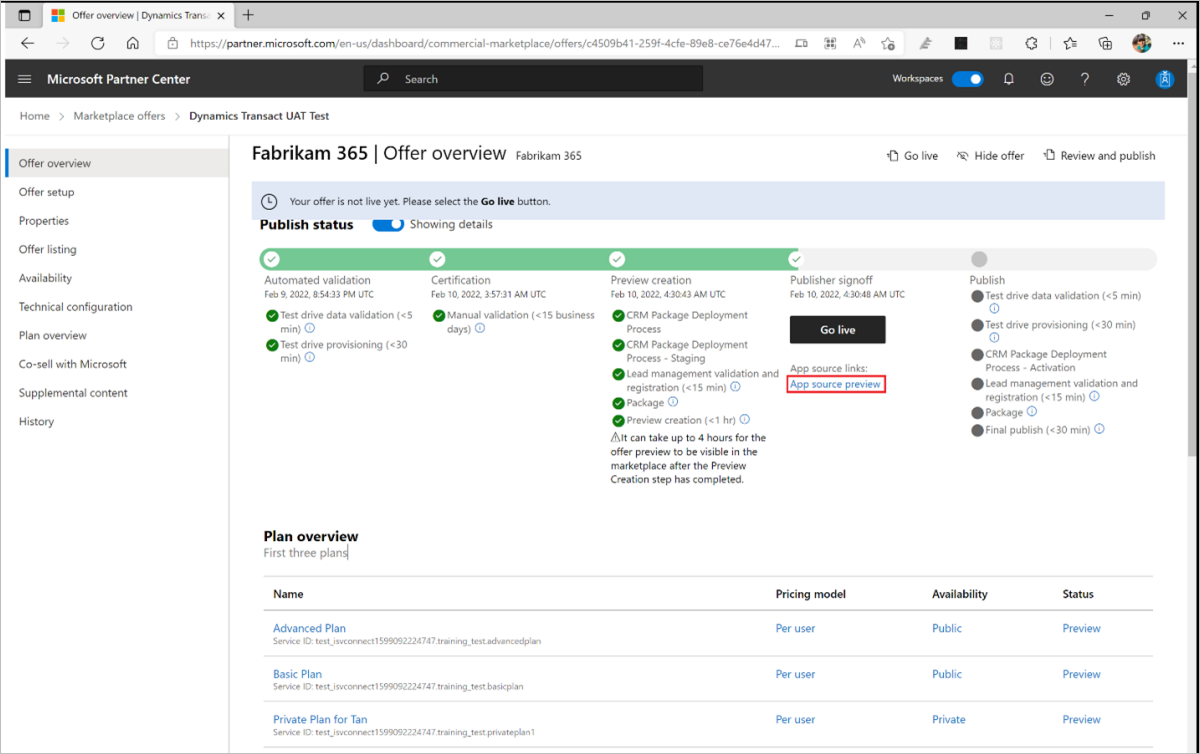 Offer overview | Dynamics Trans
https://partner.microsoft.com/en-us/dashboard/commercial-marketplace/offers/c4509b41-259f-4cfe-89e8-ce76e4d47...
Microsoft Partner Center
Search
Workspaces
Home > Marketplace offers > Dynamics Transact UAT Test
Offer overview
Offer setup
Properties
Offer listing
Availability
Technical configuration
Plan overview
Co-sell with Microsoft
Supplemental content
History
Fabrikam 365 | Offer overview Fabrikam 365
Go live Hide offer Review and publish
Your offer is not live yet. Please select the Go live button.
Publish status Showing details
Automated validation
Feb 9, 2022, 8:54:33 PM UTC
Test drive data validation (<5
min)
Test drive provisioning (<30
min)
Certification
Feb 10, 2022, 3:57:31 AM UTC
Manual validation (<15 business
days)
Preview creation
Feb 10, 2022, 4:30:43 AM UTC
CRM Package Deployment
Process
CRM Package Deployment
Process - Staging
Lead management validation and
registration (<15 min)
Package
Preview creation (<1 hr)
It can take up to 4 hours for the
offer preview to be visible in the
marketplace after the Preview
Creation step has completed.
Publisher signoff
Feb 10, 2022, 4:30:48 AM UTC
Go live
App source links:
App source preview
Publish
Test drive data validation (<5 min)
Test drive provisioning (<30 min)
CRM Package Deployment
Process - Activation
Lead management validation and
registration (<15 min)
Package
Final publish (<30 min)
Plan overview
First three plans
Name Pricing model Availability Status
Advanced Plan Per user Public Preview
Service ID: test_isvconnect1599092224747.training_test.advancedplan
Basic Plan Per user Public Preview
Service ID: test_isvconnect1599092224747.training_test.basicplan
Private Plan for Tan Per user Private Preview
Service ID: test_isvconnect1599092224747.training_test.privateplan1